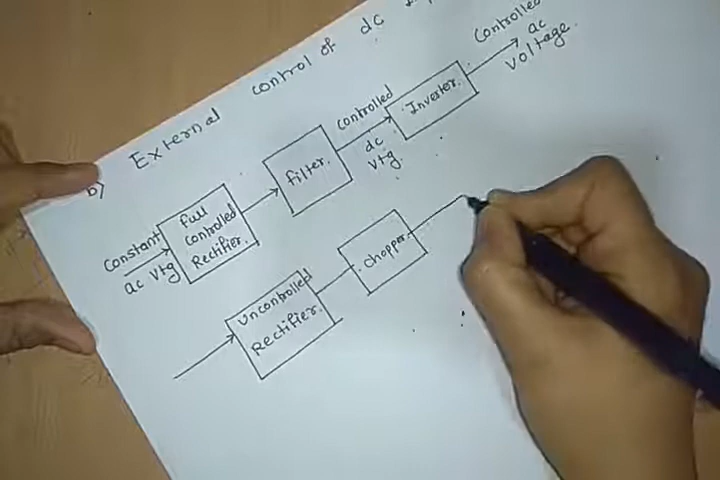 b) External control of dc
Constant
ac Vtg
Full
controlled
Rectifier.
filter.
controlled
dc
Vtg.
Inverter.
Controlled
ac
Voltage.
Uncontrolled
Rectifier.
Chopper.